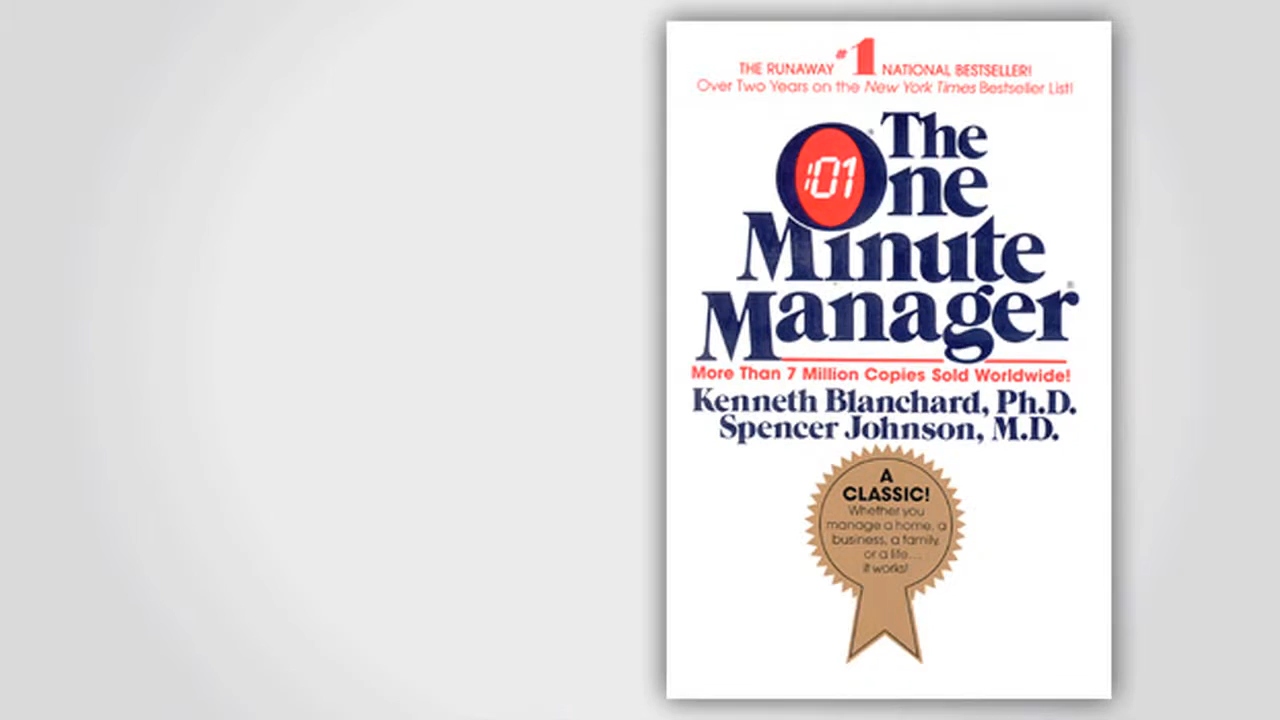 THE RUNAWAY #1 NATIONAL BESTSELLER!
Over Two Years on the New York Times Bestseller List!
The
One
Minute
Manager®
:01
More Than 7 Million Copies Sold Worldwide!
Kenneth Blanchard, Ph.D.
Spencer Johnson, M.D.
A
CLASSIC!
Whether you
manage a home, a
business, a family,
or a life...
it works!